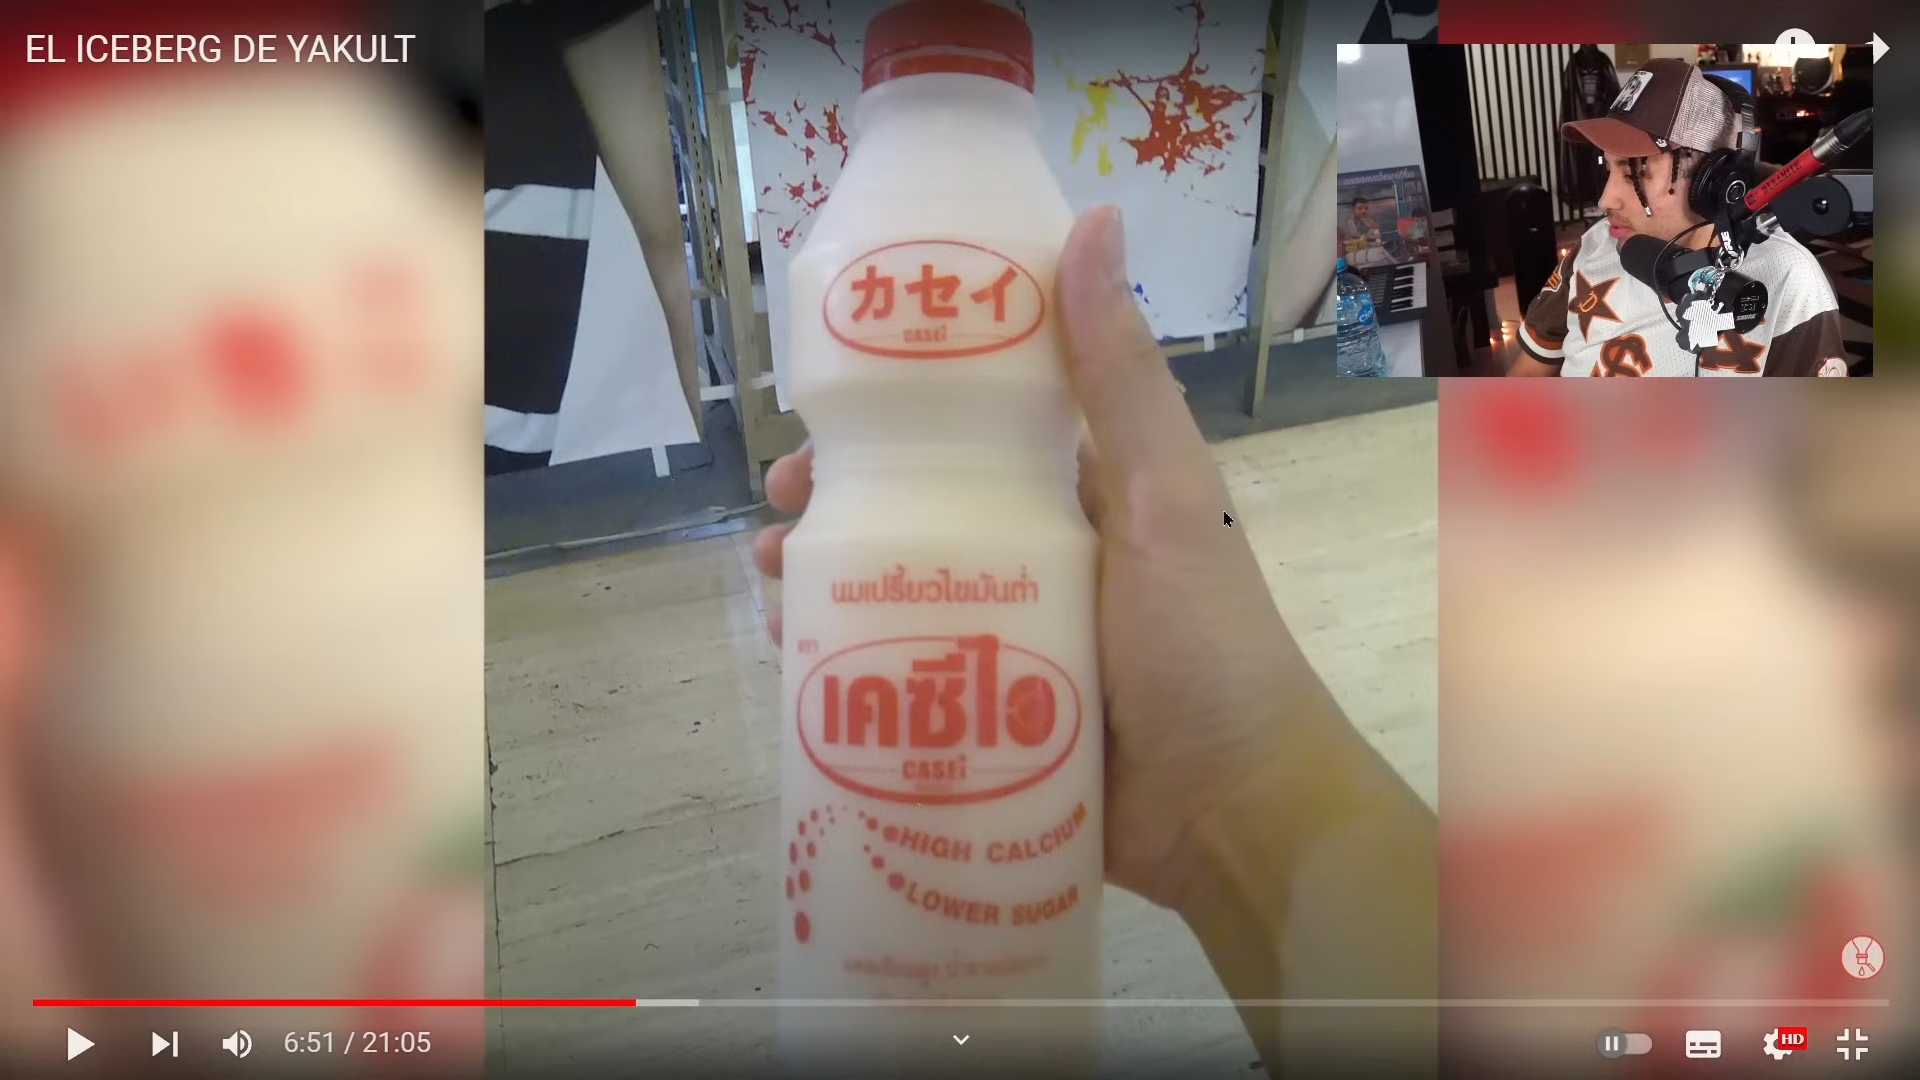 EL ICEBERG DE YAKULT
wannabewithu
DYNAMITE
カセイ
CASEI
นมเปรี้ยวไขมันต่ำ
ตรา
เคซีไอ
CASEI
HIGH CALCIUM
LOWER SUGAR
6:51 / 21:05
HD